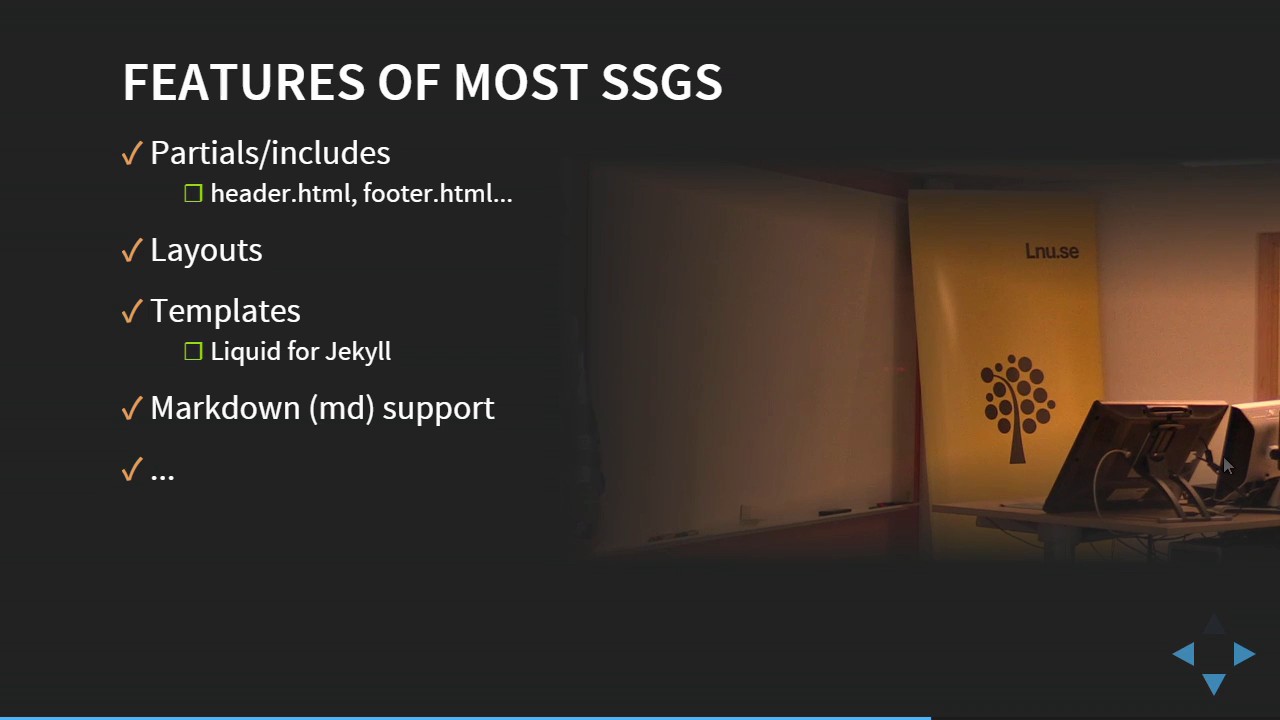 FEATURES OF MOST SSGS
✓ Partials/includes
❐ header.html, footer.html...
✓ Layouts
✓ Templates
❐ Liquid for Jekyll
✓ Markdown (md) support
✓ ...
Lnu.se